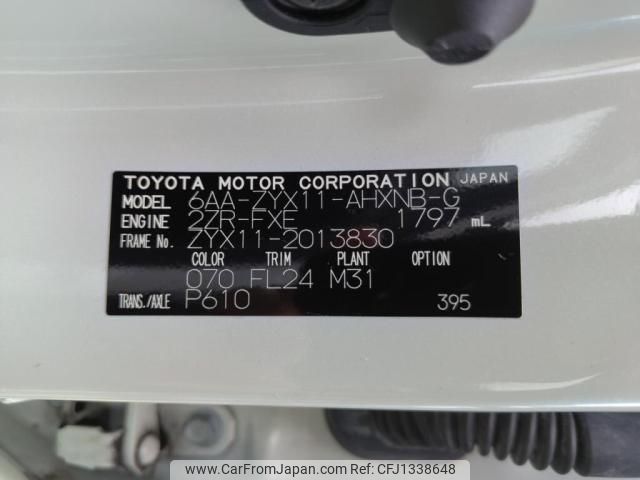 TOYOTA MOTOR CORPORATION JAPAN
MODEL 6AA-ZYX11-AHXNB-G
ENGINE 2ZR-FXE 1797 mL
FRAME No. ZYX11-2013830
COLOR TRIM PLANT OPTION
070 FL24 M31
TRANS./AXLE P610 395
www.CarFromJapan.com © CarFromJapan - CFJ1338648